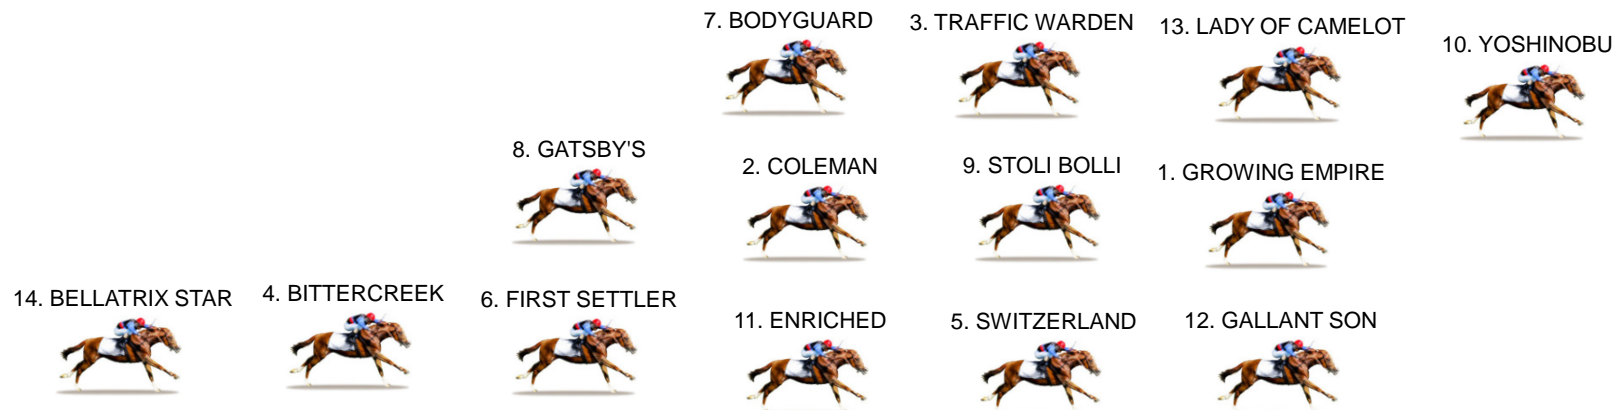 7. BODYGUARD
3. TRAFFIC WARDEN
13. LADY OF CAMELOT
10. YOSHINOBU
8. GATSBY'S
2. COLEMAN
9. STOLI BOLLI
1. GROWING EMPIRE
14. BELLATRIX STAR
4. BITTERCREEK
6. FIRST SETTLER
11. ENRICHED
5. SWITZERLAND
12. GALLANT SON